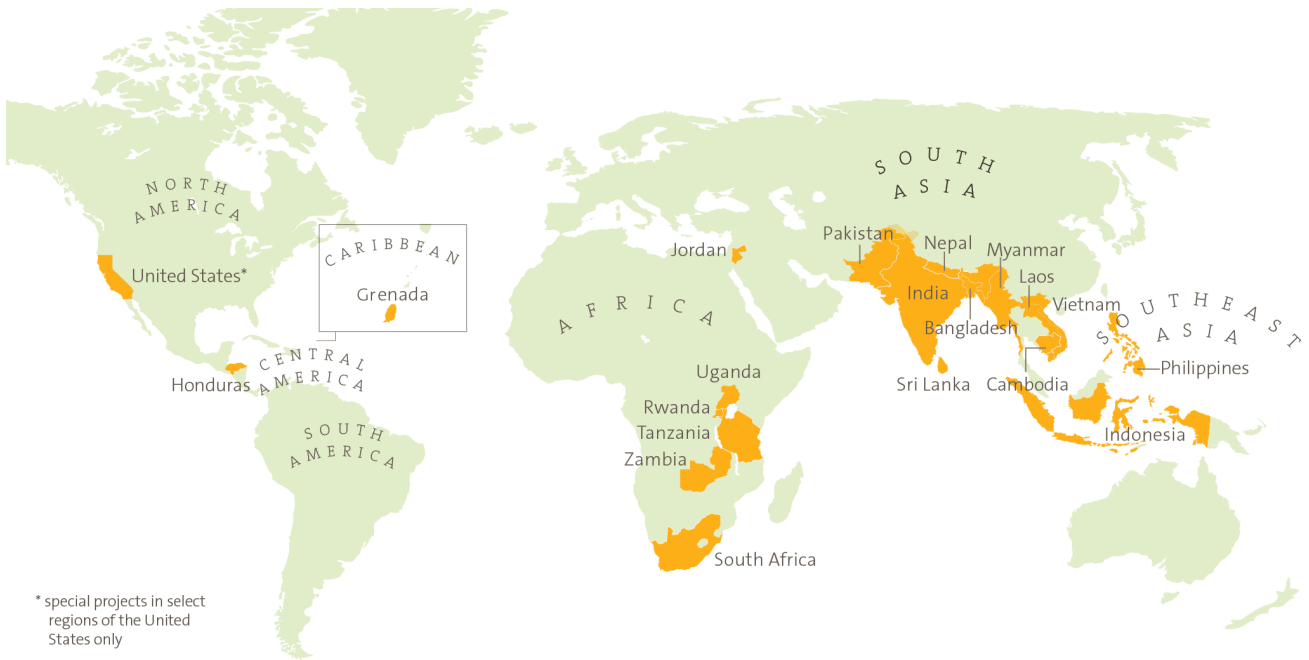 NORTH
AMERICA
United States*
CARIBBEAN
Grenada
Honduras
CENTRAL
AMERICA
SOUTH
AMERICA
AFRICA
Jordan
Uganda
Rwanda
Tanzania
Zambia
South Africa
SOUTH
ASIA
Pakistan
Nepal
Myanmar
Laos
India
Vietnam
Bangladesh
Sri Lanka
Cambodia
SOUTHEAST
ASIA
Philippines
Indonesia
* special projects in select
regions of the United
States only